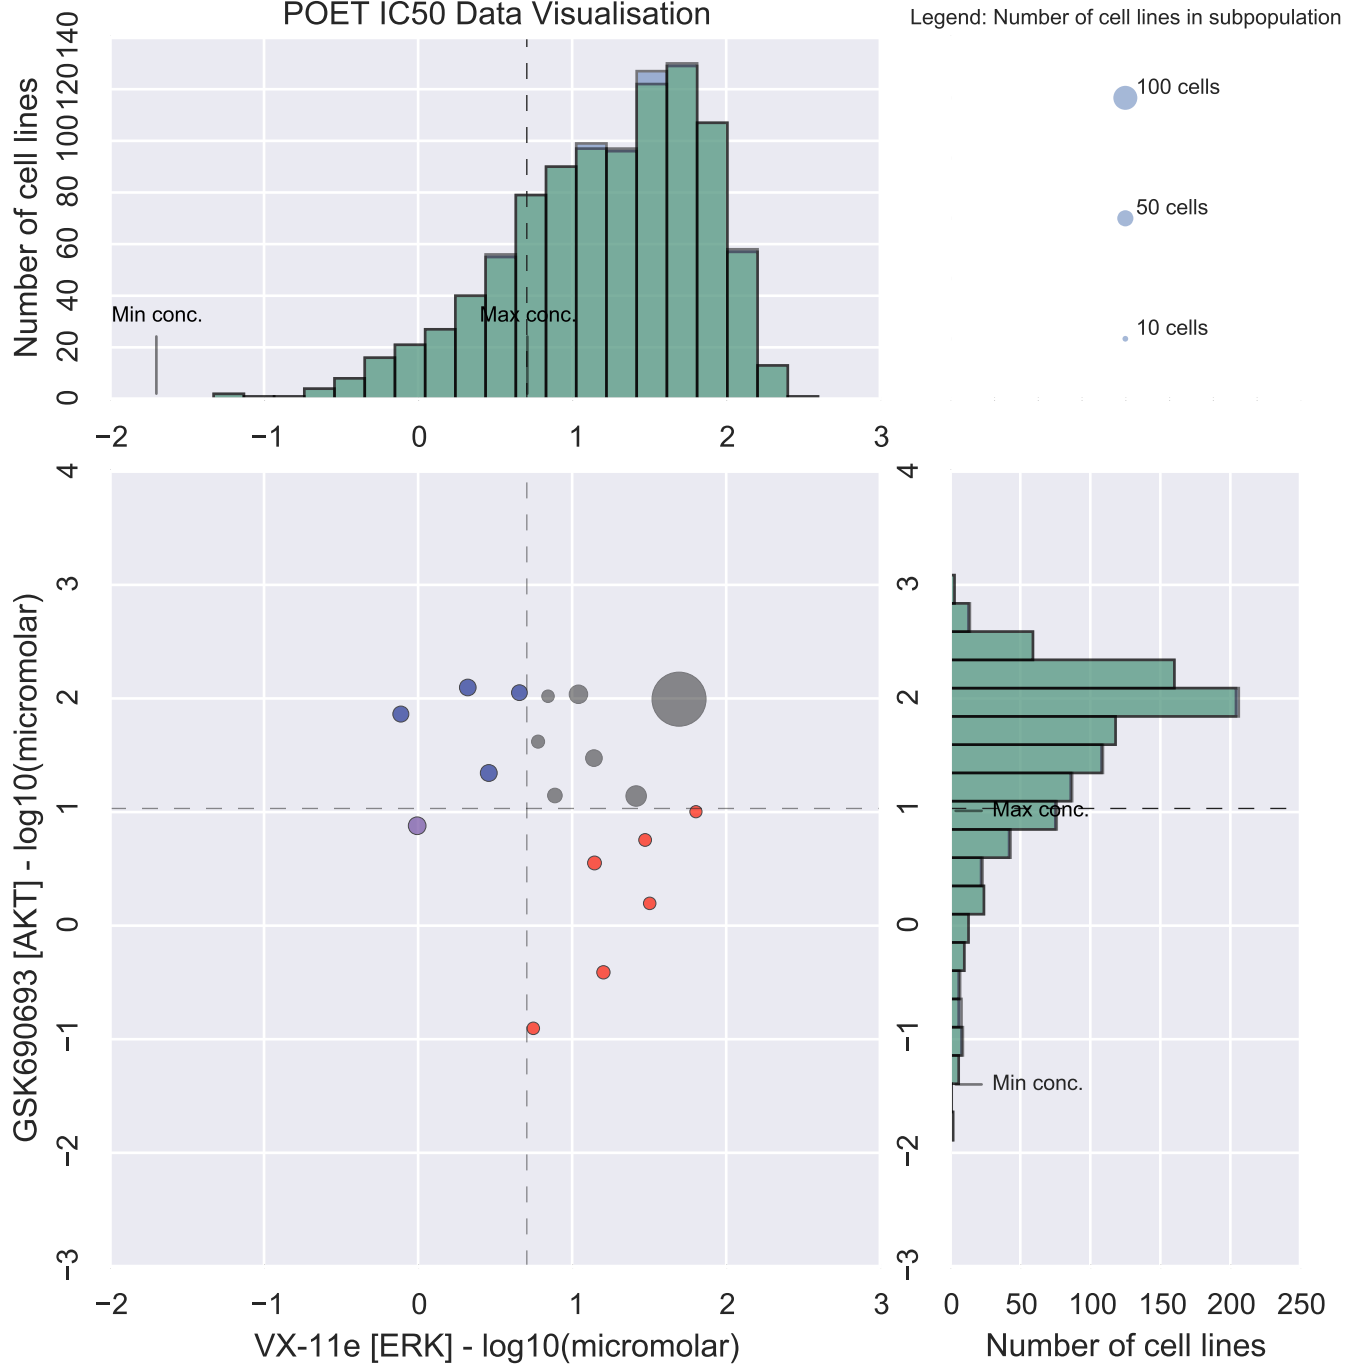 POET IC50 Data Visualisation
Legend: Number of cell lines in subpopulation
Number of cell lines
140
120
100
80
60
40
20
0
Min conc.
Max conc.
−2 −1 0 1 2 3
100 cells
50 cells
10 cells
GSK690693 [AKT] - log10(micromolar)
4
3
2
1
0
−1
−2
−3
−2 −1 0 1 2 3
VX-11e [ERK] - log10(micromolar)
4
3
2
1
0
−1
−2
−3
Max conc.
Min conc.
0 50 100 150 200 250
Number of cell lines